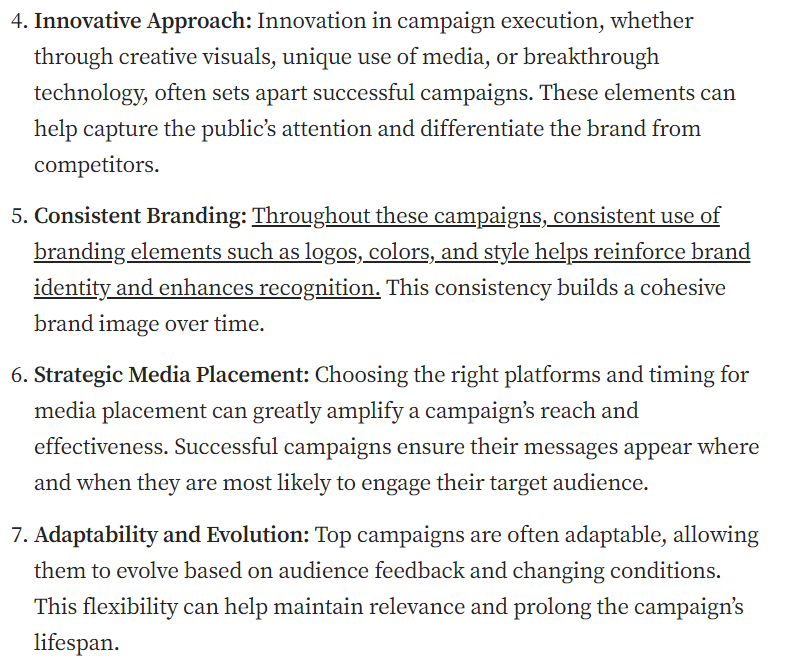 4. Innovative Approach: Innovation in campaign execution, whether
through creative visuals, unique use of media, or breakthrough
technology, often sets apart successful campaigns. These elements can
help capture the public’s attention and differentiate the brand from
competitors.
5. Consistent Branding: Throughout these campaigns, consistent use of
branding elements such as logos, colors, and style helps reinforce brand
identity and enhances recognition. This consistency builds a cohesive
brand image over time.
6. Strategic Media Placement: Choosing the right platforms and timing for
media placement can greatly amplify a campaign’s reach and
effectiveness. Successful campaigns ensure their messages appear where
and when they are most likely to engage their target audience.
7. Adaptability and Evolution: Top campaigns are often adaptable, allowing
them to evolve based on audience feedback and changing conditions.
This flexibility can help maintain relevance and prolong the campaign’s
lifespan.